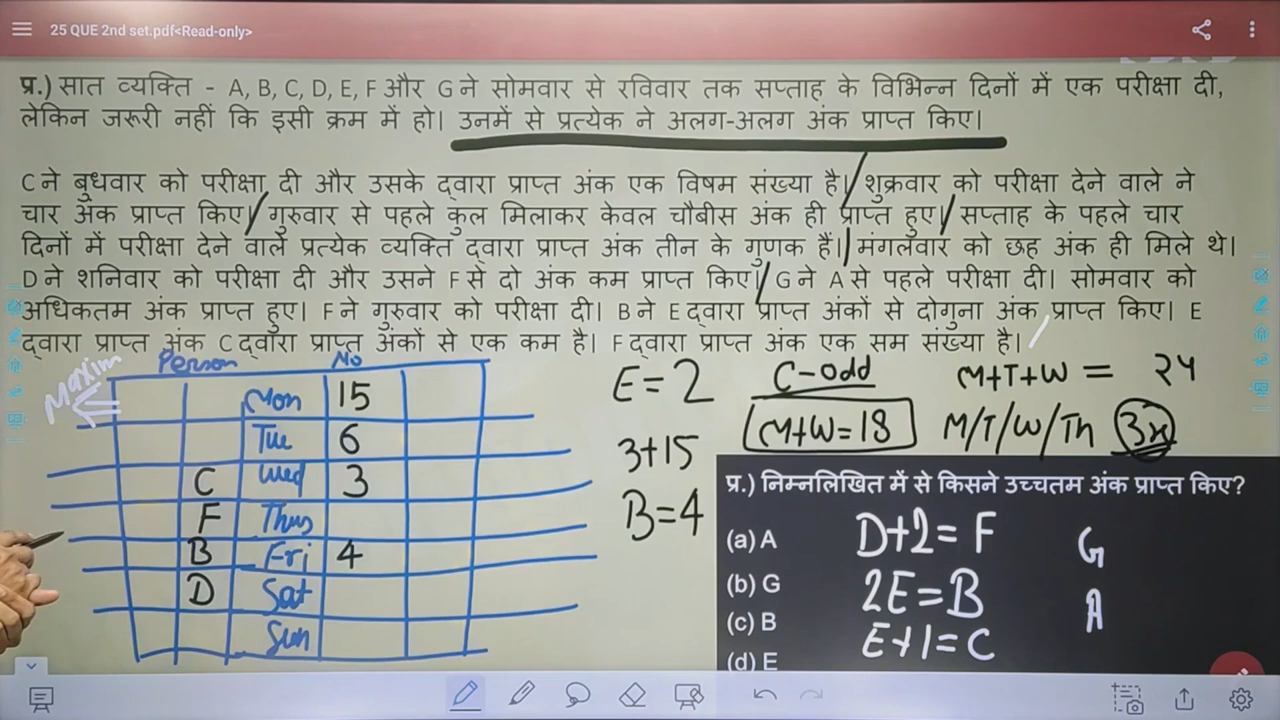 25 QUE 2nd set.pdf<Read-only>
प्र.) सात व्यक्ति - A, B, C, D, E, F और G ने सोमवार से रविवार तक सप्ताह के विभिन्न दिनों में एक परीक्षा दी,
लेकिन जरूरी नहीं कि इसी क्रम में हो। उनमें से प्रत्येक ने अलग-अलग अंक प्राप्त किए।
C ने बुधवार को परीक्षा दी और उसके द्वारा प्राप्त अंक एक विषम संख्या है। शुक्रवार को परीक्षा देने वाले ने
चार अंक प्राप्त किए। गुरुवार से पहले कुल मिलाकर केवल चौबीस अंक ही प्राप्त हुए। सप्ताह के पहले चार
दिनों में परीक्षा देने वाले प्रत्येक व्यक्ति द्वारा प्राप्त अंक तीन के गुणक हैं। मंगलवार को छह अंक ही मिले थे।
D ने शनिवार को परीक्षा दी और उसने F से दो अंक कम प्राप्त किए। G ने A से पहले परीक्षा दी। सोमवार को
अधिकतम अंक प्राप्त हुए। F ने गुरुवार को परीक्षा दी। B ने E द्वारा प्राप्त अंकों से दोगुना अंक प्राप्त किए। E
द्वारा प्राप्त अंक C द्वारा प्राप्त अंकों से एक कम है। F द्वारा प्राप्त अंक एक सम संख्या है।
Maxim
Person No
Mon 15
Tue 6
C Wed 3
F Thus
B Fri 4
D Sat
Sun
E = 2
3+15
B=4
C-odd
M+W=18
M+T+W = 24
M/T/W/Th 3x
प्र.) निम्नलिखित में से किसने उच्चतम अंक प्राप्त किए?
(a) A
(b) G
(c) B
(d) E
D+2= F
2E=B
E+1=C
G
A